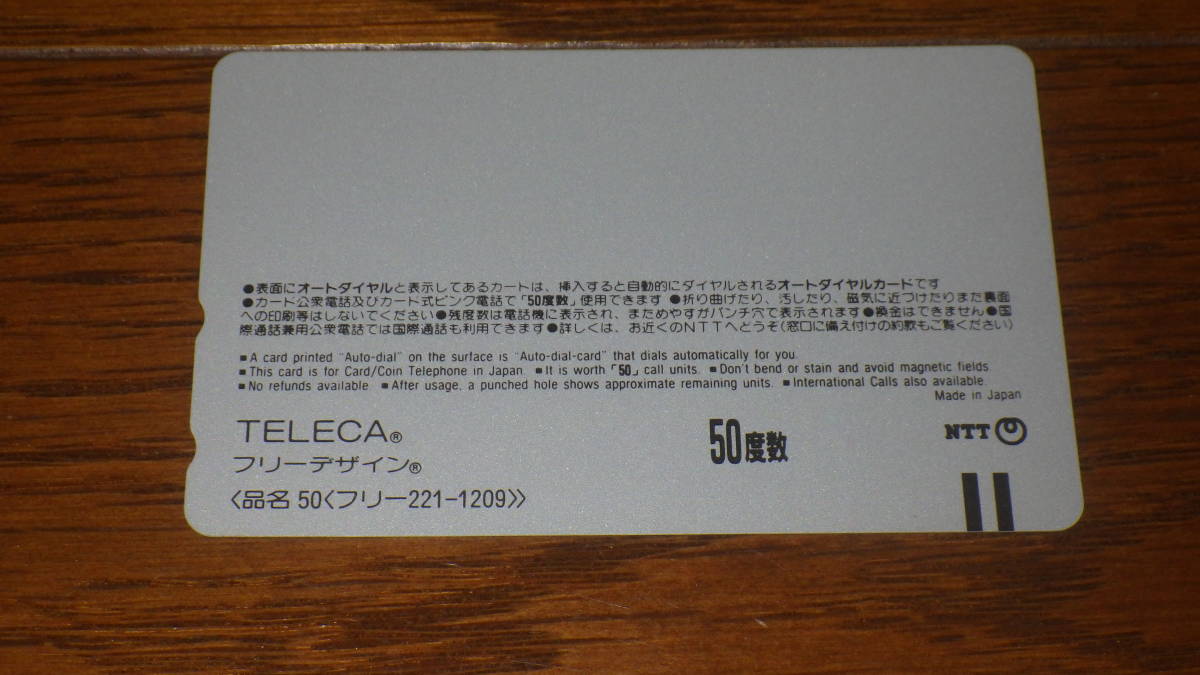 ●表面にオートダイヤルと表示してあるカートは、挿入すると自動的にダイヤルされるオートダイヤルカードです
●カード公衆電話及びカード式ピンク電話で「50度数」使用できます ●折り曲げたり、汚したり、磁気に近づけたりまた裏面
への印刷等はしないでください●残度数は電話機に表示され、まためやすがパンチ穴で表示されます●換金はできません●国
際通話兼用公衆電話では国際通話も利用できます●詳しくは、お近くのNTTへどうぞ(窓口に備え付けの約款もご覧ください)
■A card printed "Auto-dial" on the surface is "Auto-dial-card" that dials automatically for you.
■This card is for Card/Coin Telephone in Japan. ■It is worth「50」call units. ■Don't bend or stain and avoid magnetic fields.
■No refunds available. ■After usage, a punched hole shows approximate remaining units. ■International Calls also available.
Made in Japan
TELECA®
50度数
NTT
フリーデザイン®
〈品名 50〈フリー221-1209〉〉